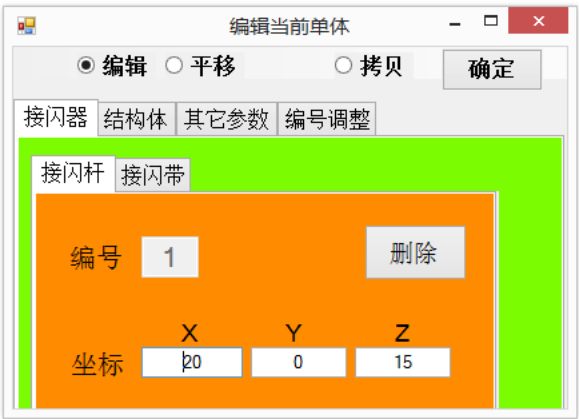 编辑当前单体
编辑 平移 拷贝 确定
接闪器 结构体 其它参数 编号调整
接闪杆 接闪带
编号 1 删除
X Y Z
坐标 20 0 15